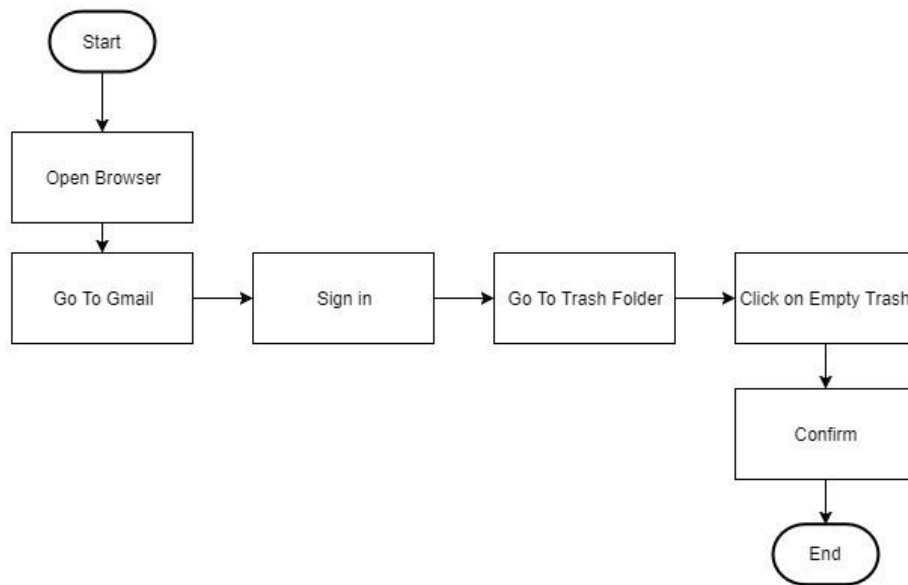 Start
Open Browser
Go To Gmail
Sign in
Go To Trash Folder
Click on Empty Trash
Confirm
End